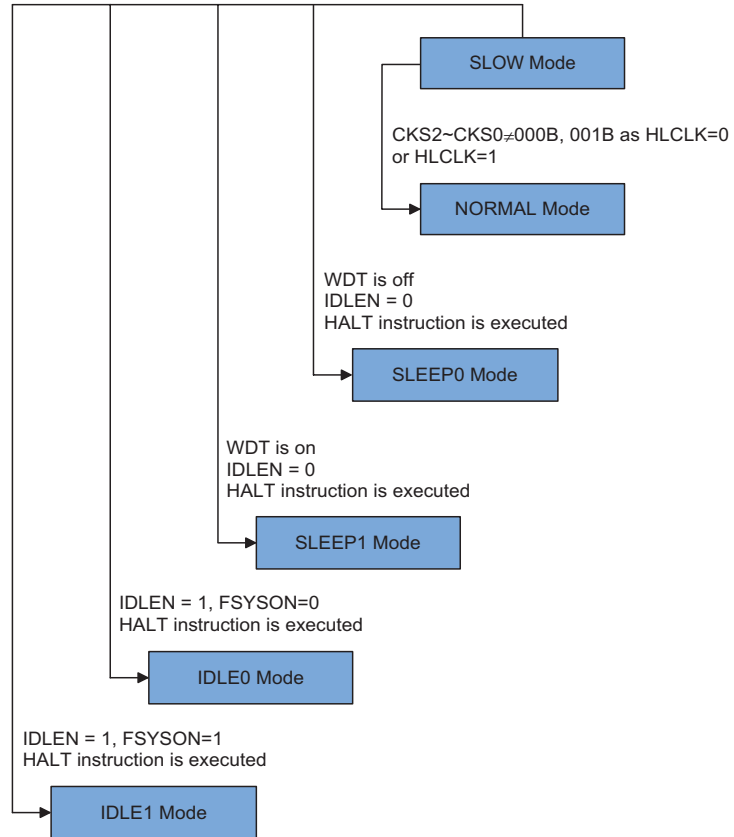 SLOW Mode
CKS2~CKS0≠000B, 001B as HLCLK=0
or HLCLK=1
NORMAL Mode
WDT is off
IDLEN = 0
HALT instruction is executed
SLEEP0 Mode
WDT is on
IDLEN = 0
HALT instruction is executed
SLEEP1 Mode
IDLEN = 1, FSYSON=0
HALT instruction is executed
IDLE0 Mode
IDLEN = 1, FSYSON=1
HALT instruction is executed
IDLE1 Mode